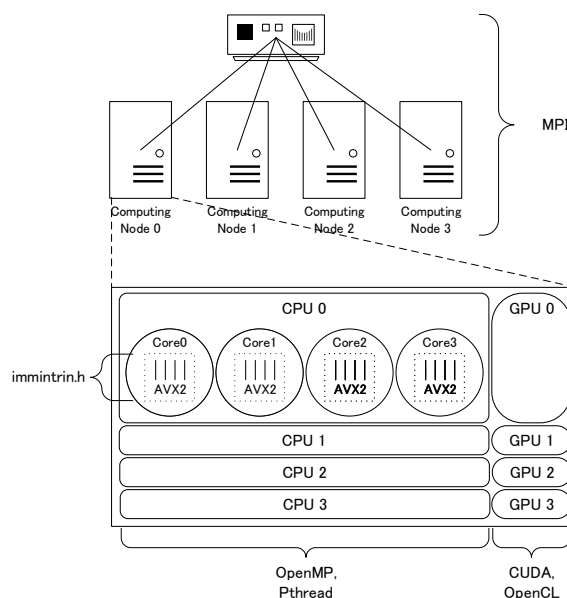 MPI
Computing
Node 0
Computing
Node 1
Computing
Node 2
Computing
Node 3
CPU 0
GPU 0
Core0
Core1
Core2
Core3
immintrin.h
AVX2
AVX2
AVX2
AVX2
CPU 1
GPU 1
CPU 2
GPU 2
CPU 3
GPU 3
OpenMP,
Pthread
CUDA,
OpenCL